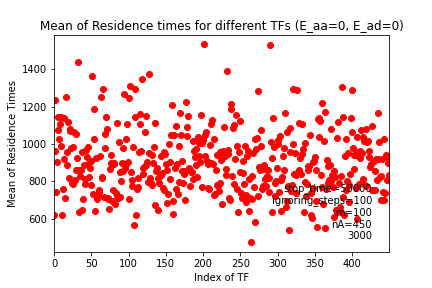 Mean of Residence times for different TFs (E_aa=0, E_ad=0)
Mean of Residence Times
1400
1200
1000
800
600
0 50 100 150 200 250 300 350 400
Index of TF
stop_time=50000
ignoring_steps=100
nA=450
3000